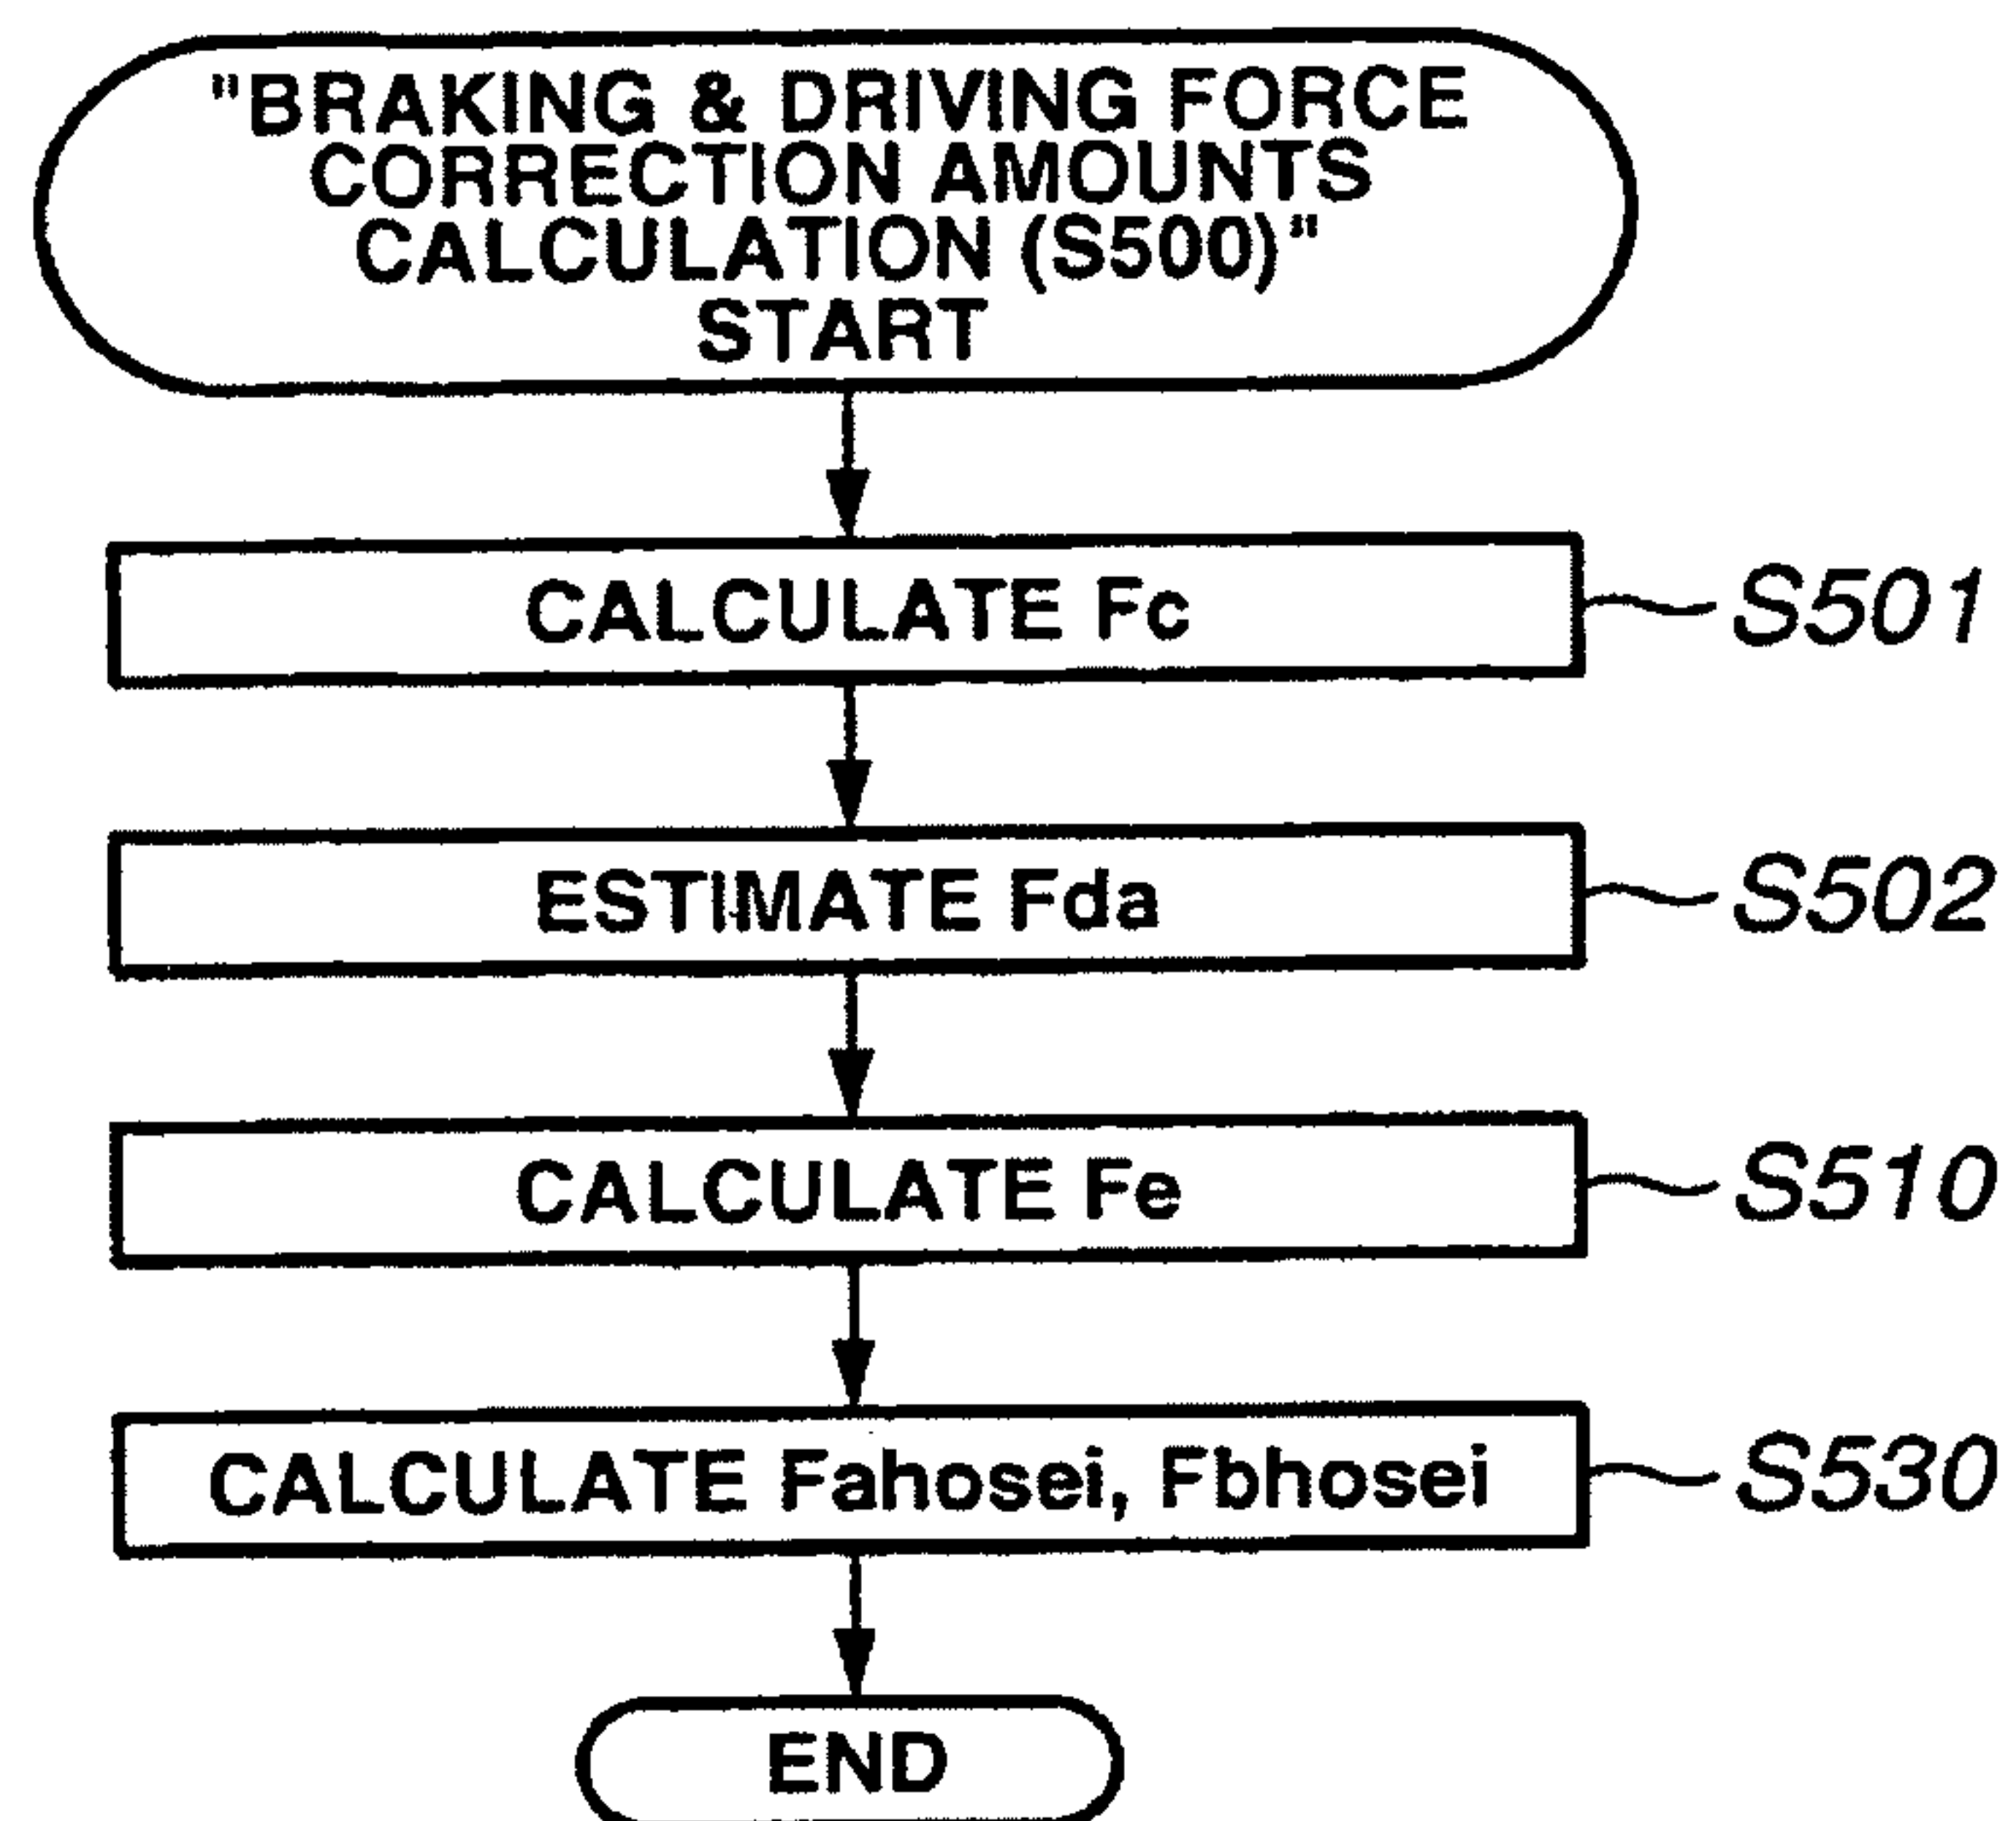 "BRAKING & DRIVING FORCE
CORRECTION AMOUNTS
CALCULATION (S500)"
START
CALCULATE Fc
S501
ESTIMATE Fda
S502
CALCULATE Fe
S510
CALCULATE Fahosei, Fbhosei
S530
END